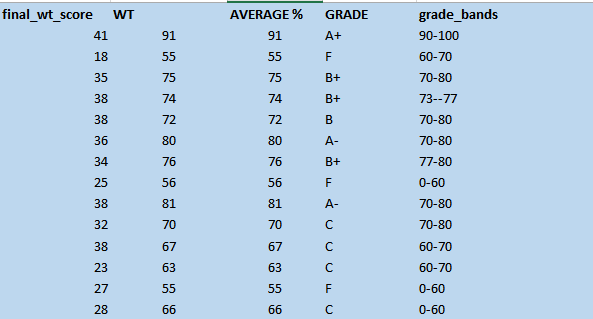 final_wt_score WT AVERAGE % GRADE grade_bands
41 91 91 A+ 90-100
18 55 55 F 60-70
35 75 75 B+ 70-80
38 74 74 B+ 73--77
38 72 72 B 70-80
36 80 80 A- 70-80
34 76 76 B+ 77-80
25 56 56 F 0-60
38 81 81 A- 70-80
32 70 70 C 70-80
38 67 67 C 60-70
23 63 63 C 60-70
27 55 55 F 0-60
28 66 66 C 0-60